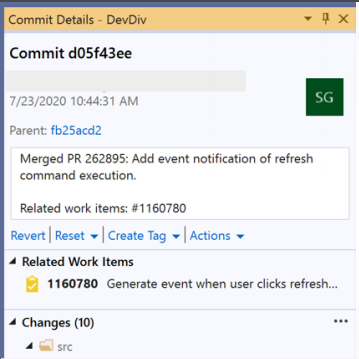 Commit Details - DevDiv
Commit d05f43ee
7/23/2020 10:44:31 AM
SG
Parent: fb25acd2
Merged PR 262895: Add event notification of refresh
command execution.
Related work items: #1160780
Revert Reset Create Tag Actions
Related Work Items
1160780 Generate event when user clicks refresh...
Changes (10)
src